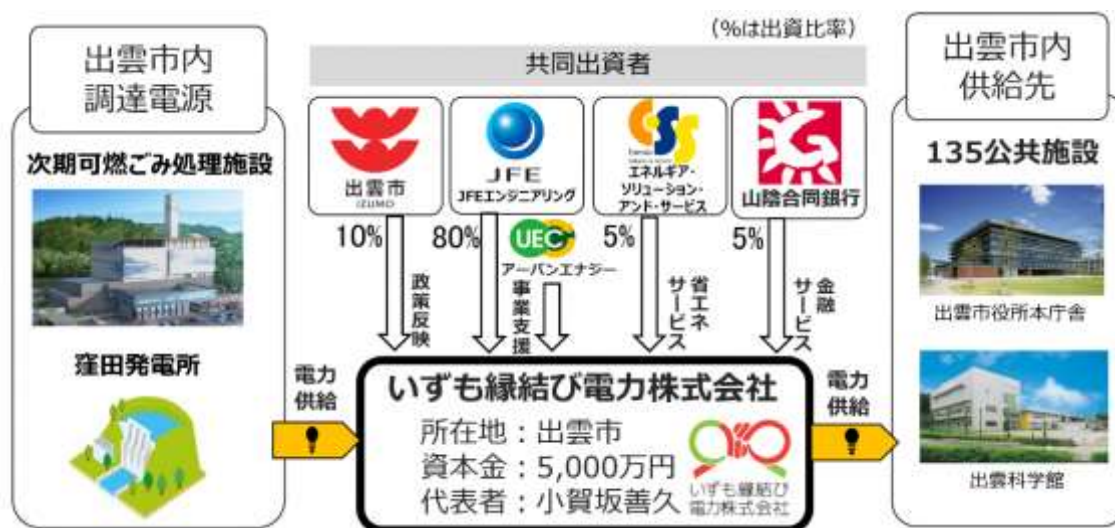 (%は出資比率)
出雲市内
調達電源
次期可燃ごみ処理施設
窪田発電所
共同出資者
出雲市
IZUMO
JFE
JFEエンジニアリング
エネルギア・
ソリューション・
アンド・サービス
山陰合同銀行
10%
80%
UEC
アーバンエナジー
5%
5%
政策反映
事業支援
省エネ
サービス
金融
サービス
電力
供給
いずも縁結び電力株式会社
所在地：出雲市
資本金：5,000万円
代表者：小賀坂善久
いずも縁結び
電力株式会社
電力
供給
出雲市内
供給先
135公共施設
出雲市役所本庁舎
出雲科学館